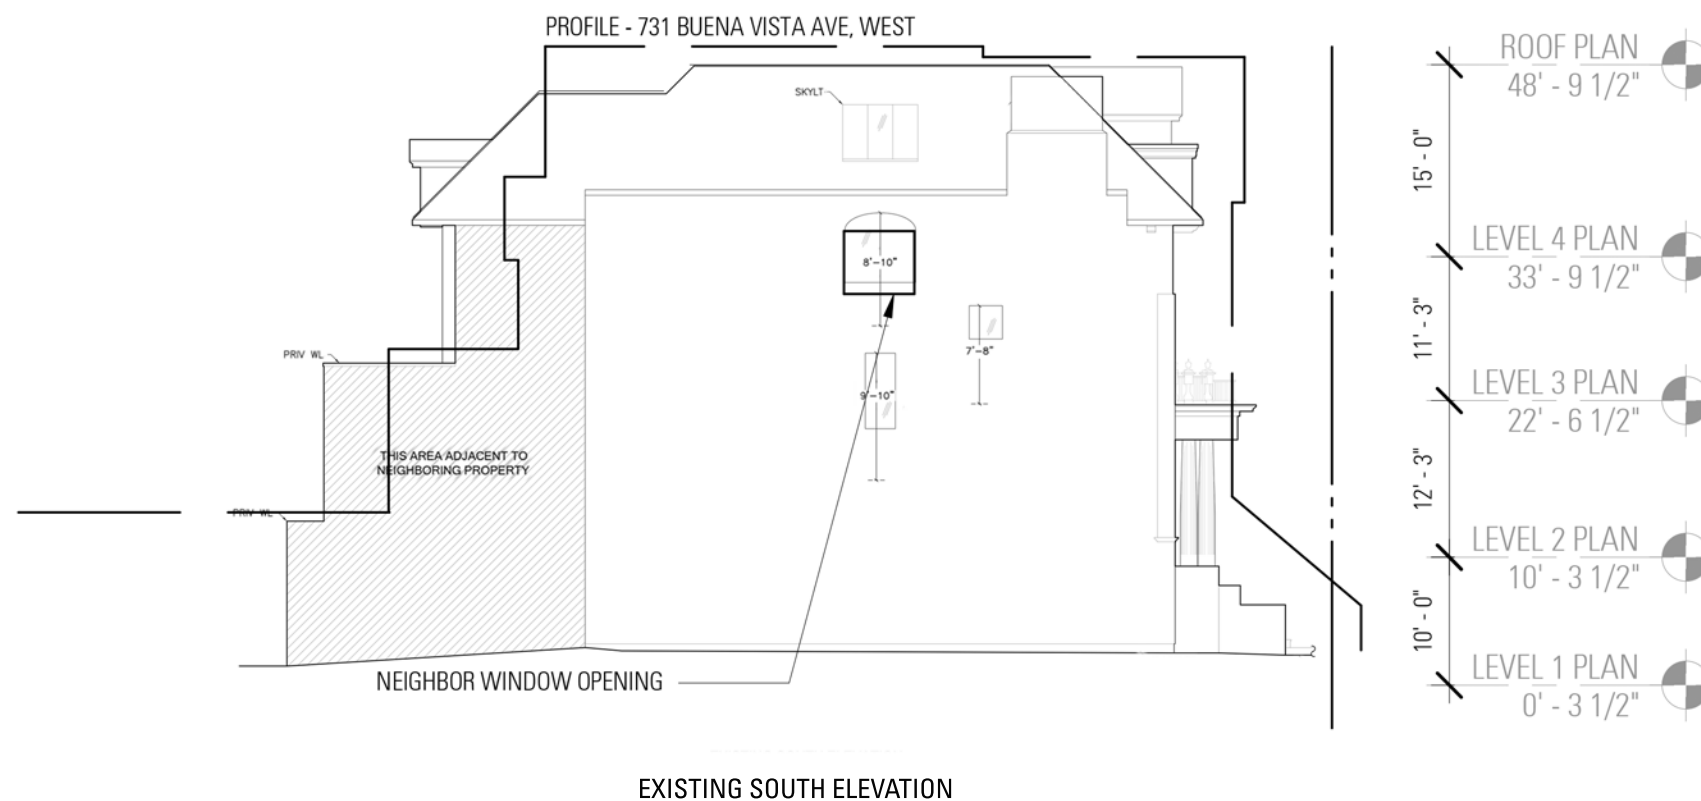 PROFILE - 731 BUENA VISTA AVE, WEST
ROOF PLAN
48' - 9 1/2"
SKYLT
15' - 0"
LEVEL 4 PLAN
33' - 9 1/2"
8'-10"
11' - 3"
7'-8"
PRIV WL
LEVEL 3 PLAN
22' - 6 1/2"
9'-10"
THIS AREA ADJACENT TO
NEIGHBORING PROPERTY
12' - 3"
PRIV WL
LEVEL 2 PLAN
10' - 3 1/2"
10' - 0"
NEIGHBOR WINDOW OPENING
LEVEL 1 PLAN
0' - 3 1/2"
EXISTING SOUTH ELEVATION